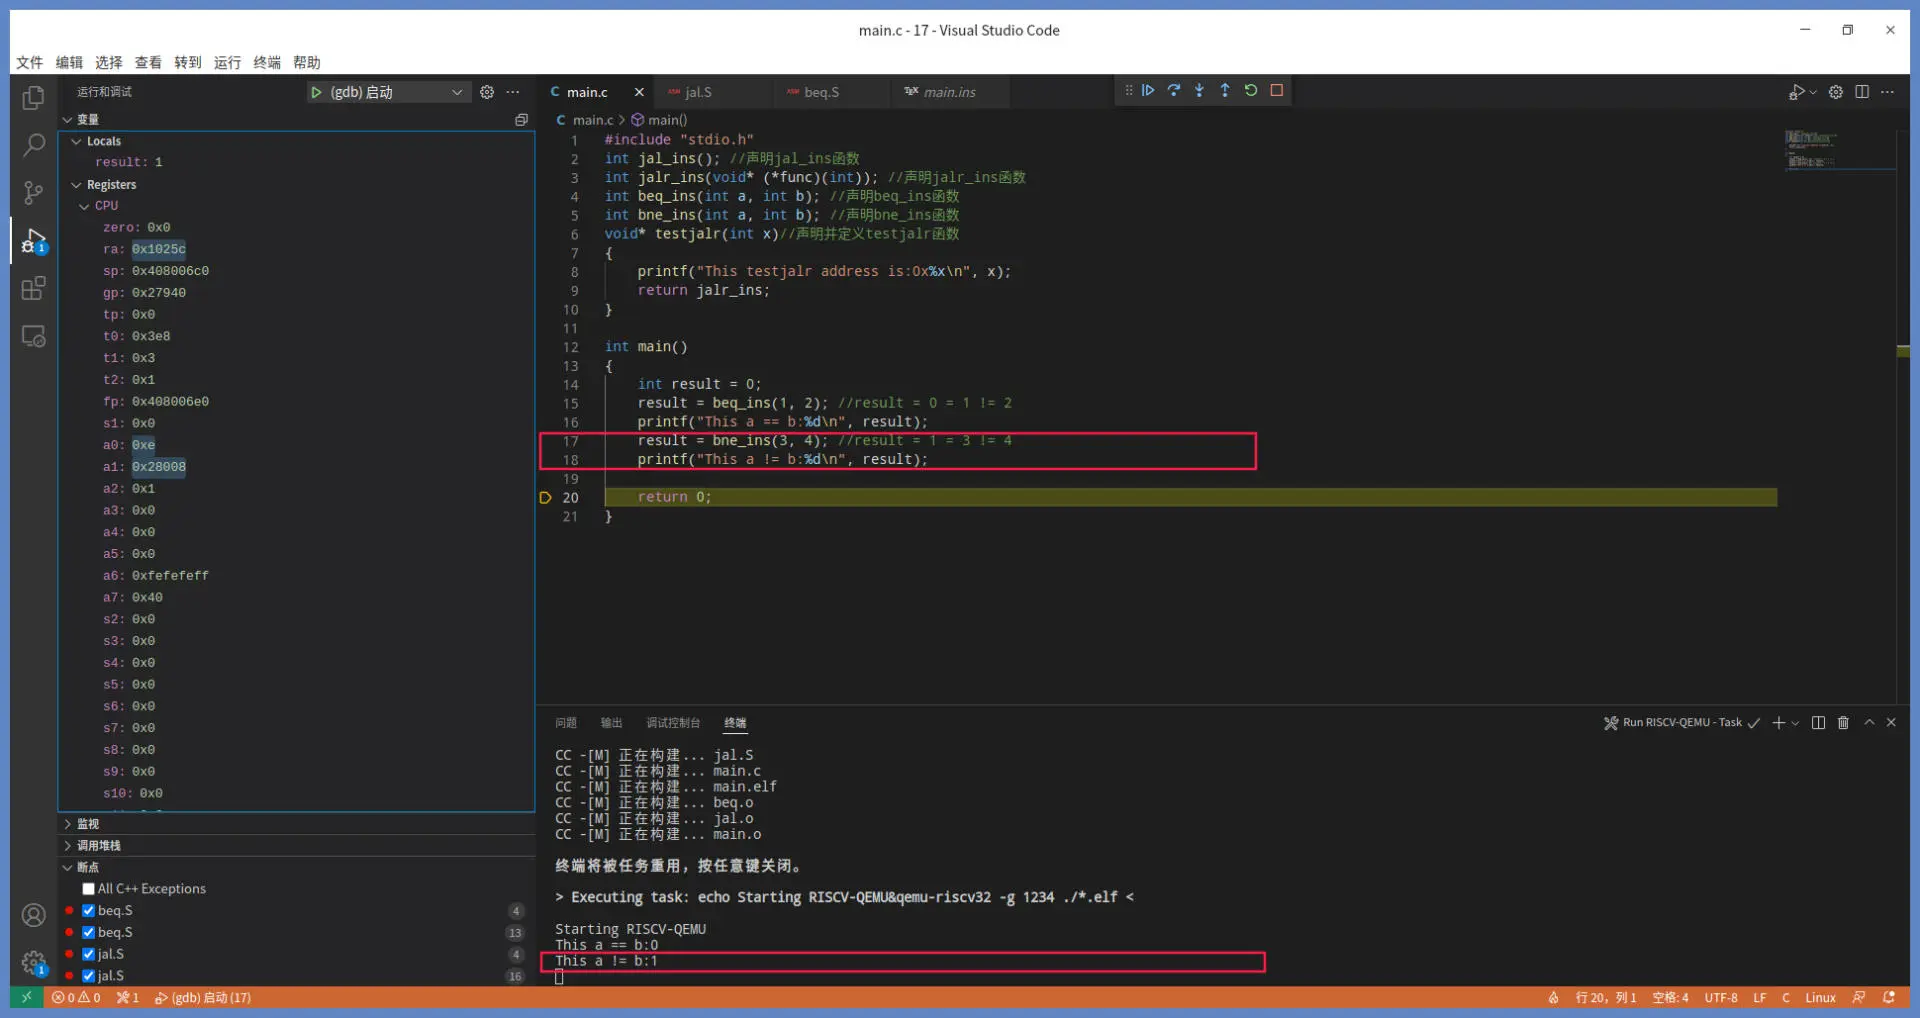 main.c - 17 - Visual Studio Code
文件 编辑 选择 查看 转到 运行 终端 帮助
运行和调试
(gdb) 启动
变量
Locals
result: 1
Registers
CPU
zero: 0x0
ra: 0x1025c
sp: 0x408006c0
gp: 0x27940
tp: 0x0
t0: 0x3e8
t1: 0x3
t2: 0x1
fp: 0x408006e0
s1: 0x0
a0: 0xe
a1: 0x28008
a2: 0x1
a3: 0x0
a4: 0x0
a5: 0x0
a6: 0xfefefeff
a7: 0x40
s2: 0x0
s3: 0x0
s4: 0x0
s5: 0x0
s6: 0x0
s7: 0x0
s8: 0x0
s9: 0x0
s10: 0x0
监视
调用堆栈
断点
All C++ Exceptions
beq.S 4
beq.S 13
jal.S 4
jal.S 16
C main.c jal.S beq.S main.ins
C main.c > main()
1 #include "stdio.h"
2 int jal_ins(); //声明jal_ins函数
3 int jalr_ins(void* (*func)(int)); //声明jalr_ins函数
4 int beq_ins(int a, int b); //声明beq_ins函数
5 int bne_ins(int a, int b); //声明bne_ins函数
6 void* testjalr(int x)//声明并定义testjalr函数
7 {
8 printf("This testjalr address is:0x%x\n", x);
9 return jalr_ins;
10 }
11
12 int main()
13 {
14 int result = 0;
15 result = beq_ins(1, 2); //result = 0 = 1 != 2
16 printf("This a == b:%d\n", result);
17 result = bne_ins(3, 4); //result = 1 = 3 != 4
18 printf("This a != b:%d\n", result);
19
20 return 0;
21 }
问题 输出 调试控制台 终端
Run RISCV-QEMU - Task
CC -[M] 正在构建... jal.S
CC -[M] 正在构建... main.c
CC -[M] 正在构建... main.elf
CC -[M] 正在构建... beq.o
CC -[M] 正在构建... jal.o
CC -[M] 正在构建... main.o
终端将被任务重用，按任意键关闭。
> Executing task: echo Starting RISCV-QEMU&qemu-riscv32 -g 1234 ./*.elf <
Starting RISCV-QEMU
This a == b:0
This a != b:1
0 0 1 (gdb) 启动 (17)
行 20，列 1 空格: 4 UTF-8 LF C Linux